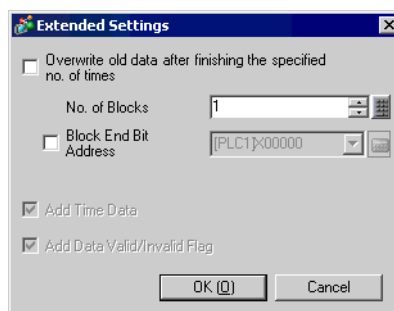 Extended Settings
Overwrite old data after finishing the specified
no. of times
No. of Blocks
1
Block End Bit
Address
[PLC1]X00000
Add Time Data
Add Data Valid/Invalid Flag
OK (O)
Cancel